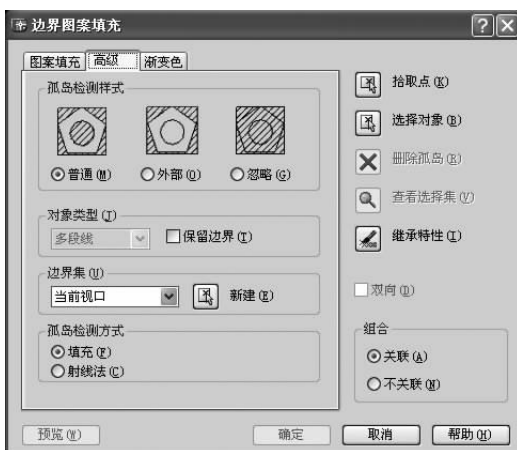 边界图案填充
图案填充 高级 渐变色
孤岛检测样式
普通(N) 外部(O) 忽略(G)
对象类型(T)
多段线 保留边界(T)
边界集(U)
当前视口 新建(E)
孤岛检测方式
填充(F)
射线法(C)
拾取点(K)
选择对象(B)
删除孤岛(R)
查看选择集(V)
继承特性(I)
双向(D)
组合
关联(A)
不关联(N)
预览(W) 确定 取消 帮助(H)